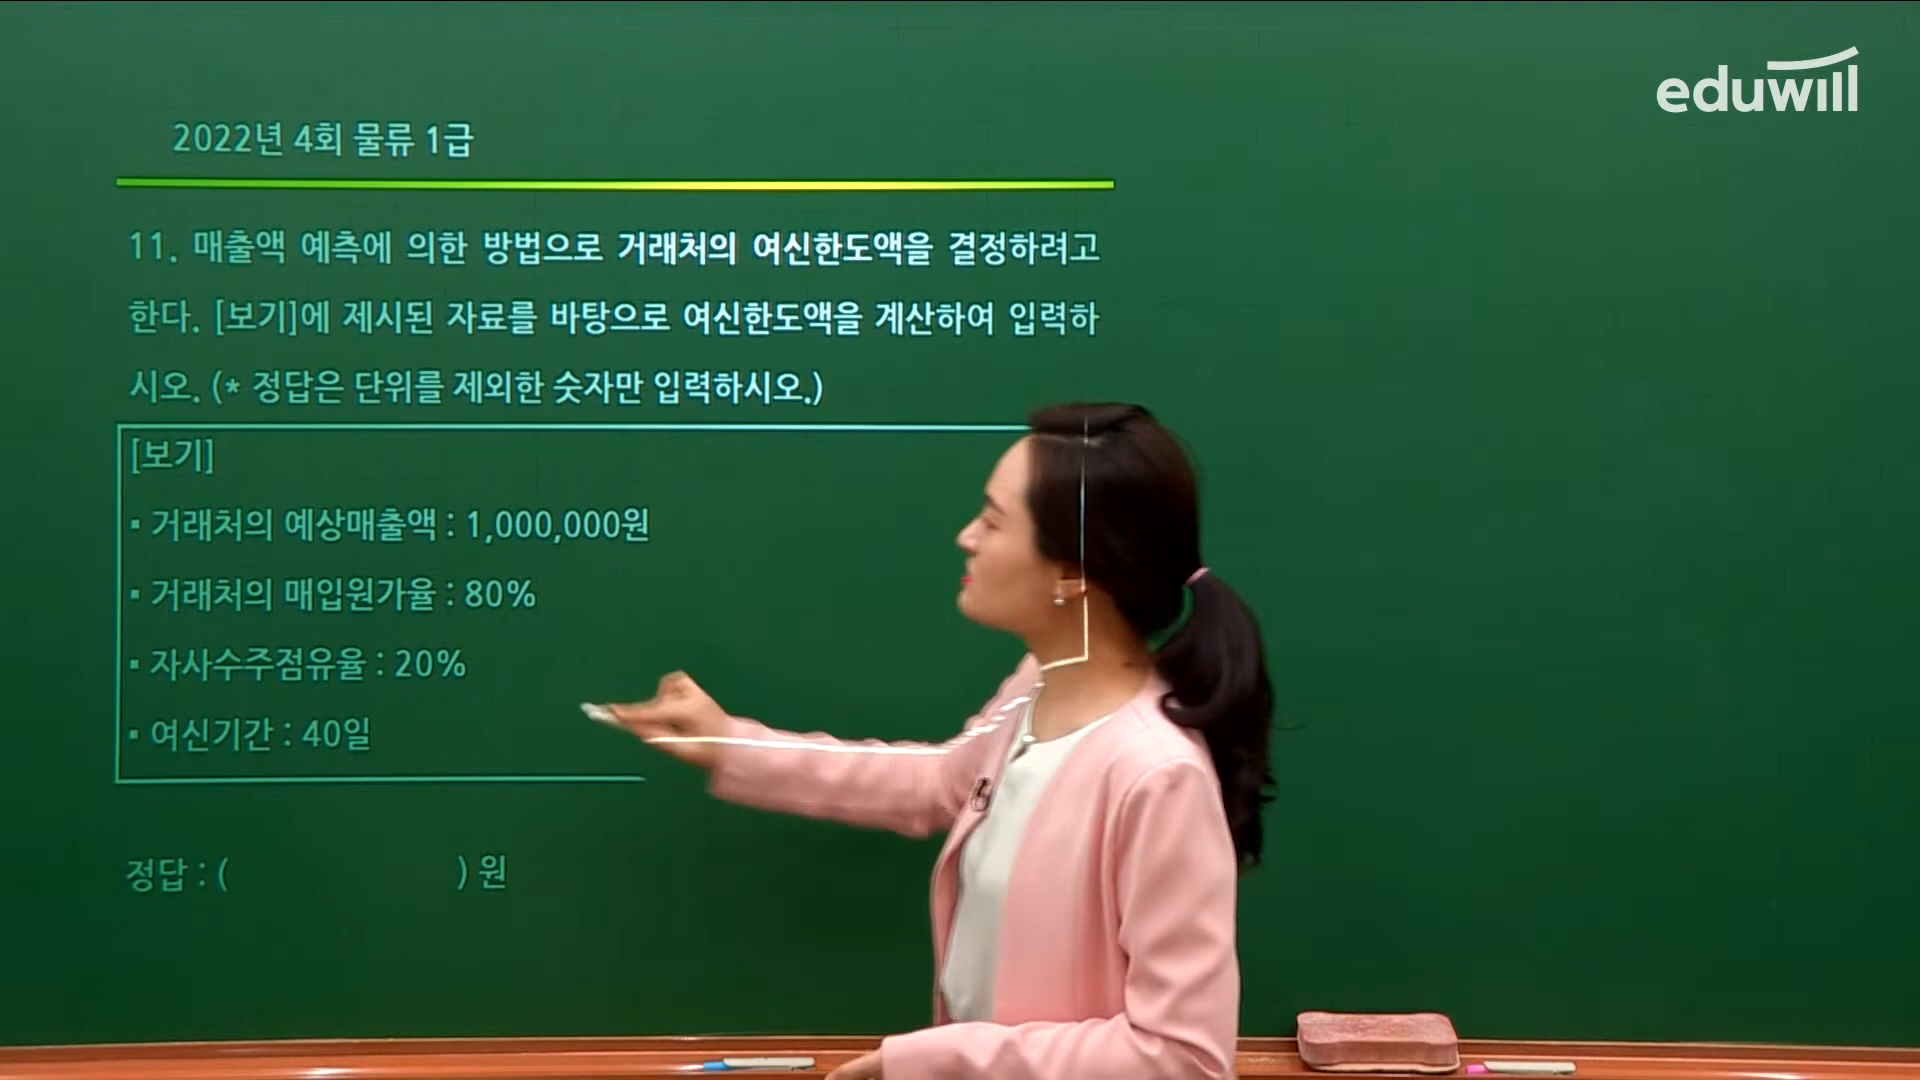 eduwill
2022년 4회 물류 1급
11. 매출액 예측에 의한 방법으로 거래처의 여신한도액을 결정하려고
한다. [보기]에 제시된 자료를 바탕으로 여신한도액을 계산하여 입력하
시오. (* 정답은 단위를 제외한 숫자만 입력하시오.)
[보기]
▪ 거래처의 예상매출액 : 1,000,000원
▪ 거래처의 매입원가율 : 80%
▪ 자사수주점유율 : 20%
▪ 여신기간 : 40일
정답 : ( ) 원